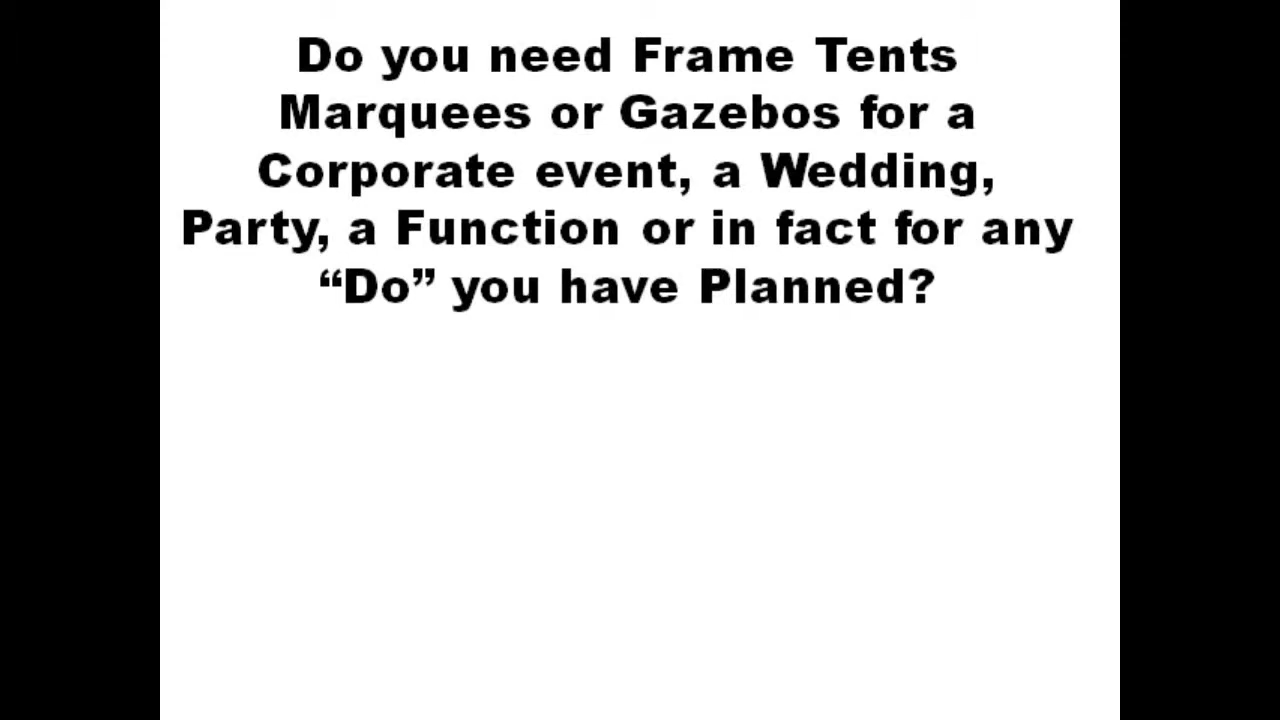 Do you need Frame Tents
Marquees or Gazebos for a
Corporate event, a Wedding,
Party, a Function or in fact for any
“Do” you have Planned?